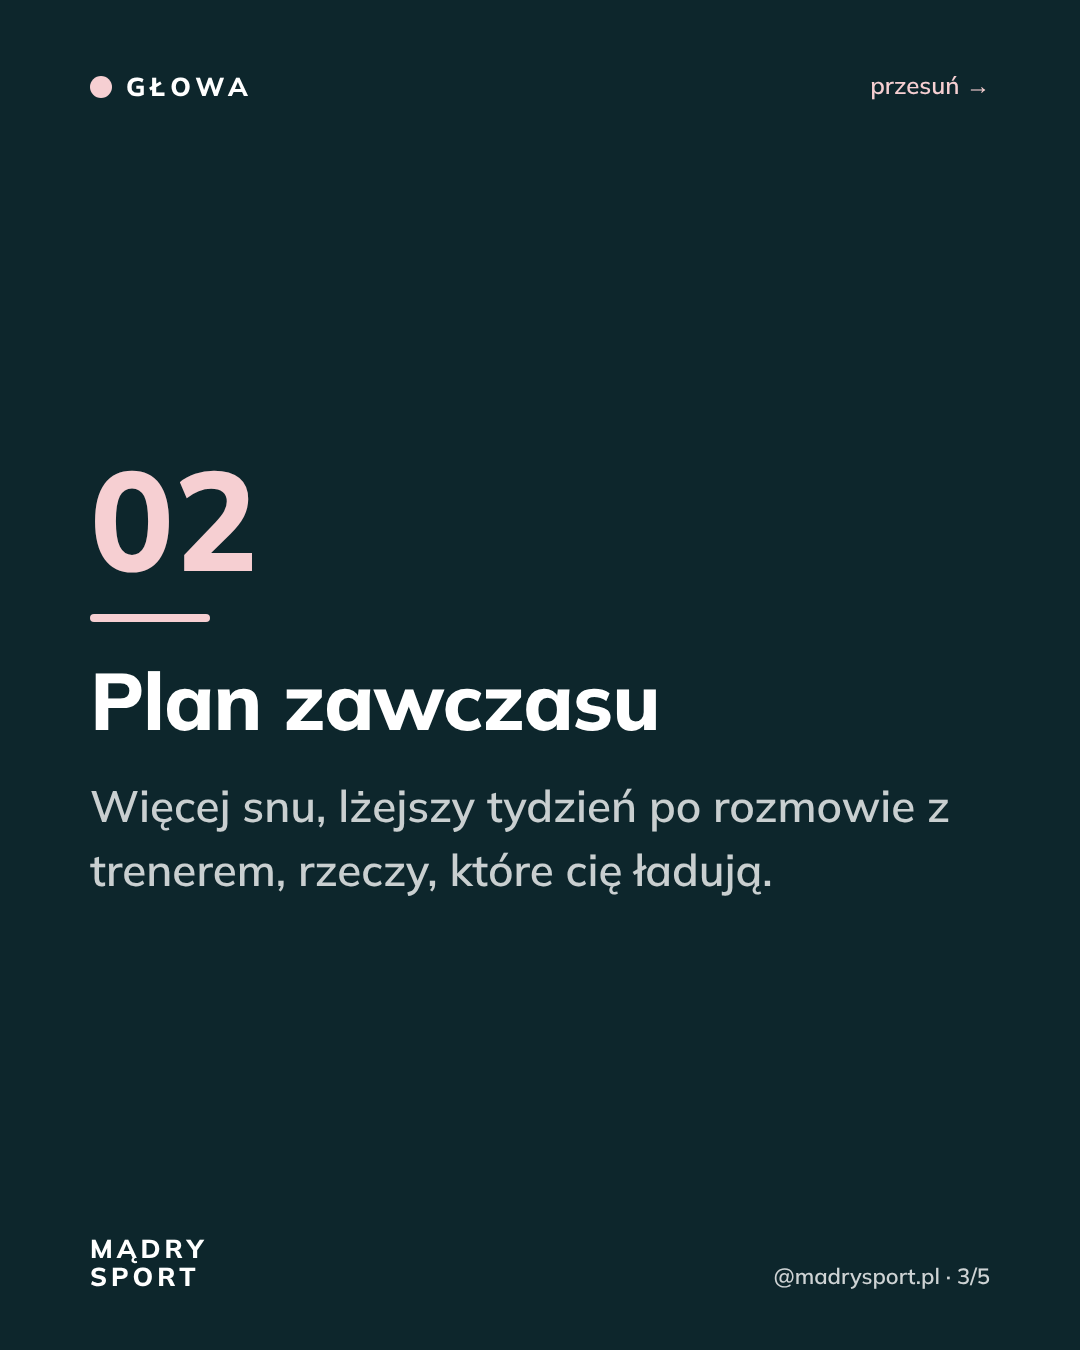 GŁOWA
przesuń →
02
Plan zawczasu
Więcej snu, lżejszy tydzień po rozmowie z
trenerem, rzeczy, które cię ładują.
MĄDRY
SPORT
@madrysport.pl · 3/5